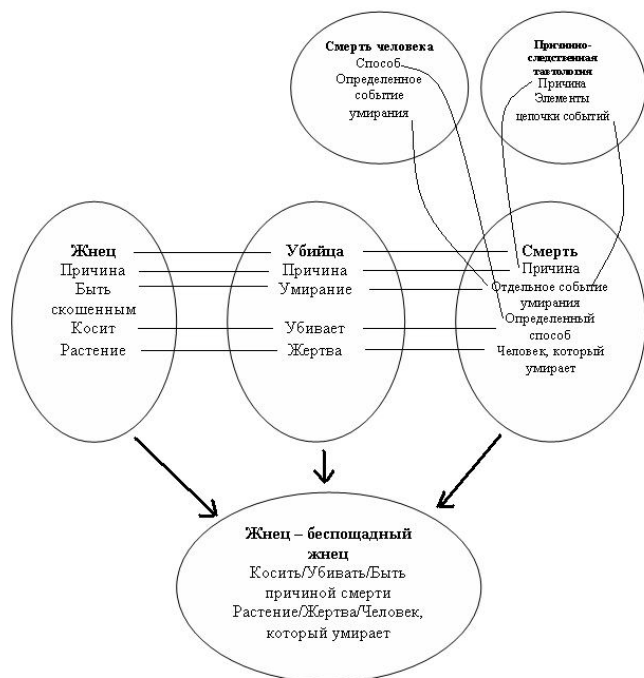 Смерть человека
Способ
Определенное
событие
умирания
Причинно-
следственная
тавтология
Причина
Элементы
цепочки событий
Жнец
Причина
Быть
скошенным
Косит
Растение
Убийца
Причина
Умирание
Убивает
Жертва
Смерть
Причина
Отдельное событие
умирания
Определенный
способ
Человек, который
умирает
Жнец – беспощадный
жнец
Косить/Убивать/Быть
причиной смерти
Растение/Жертва/Человек,
который умирает